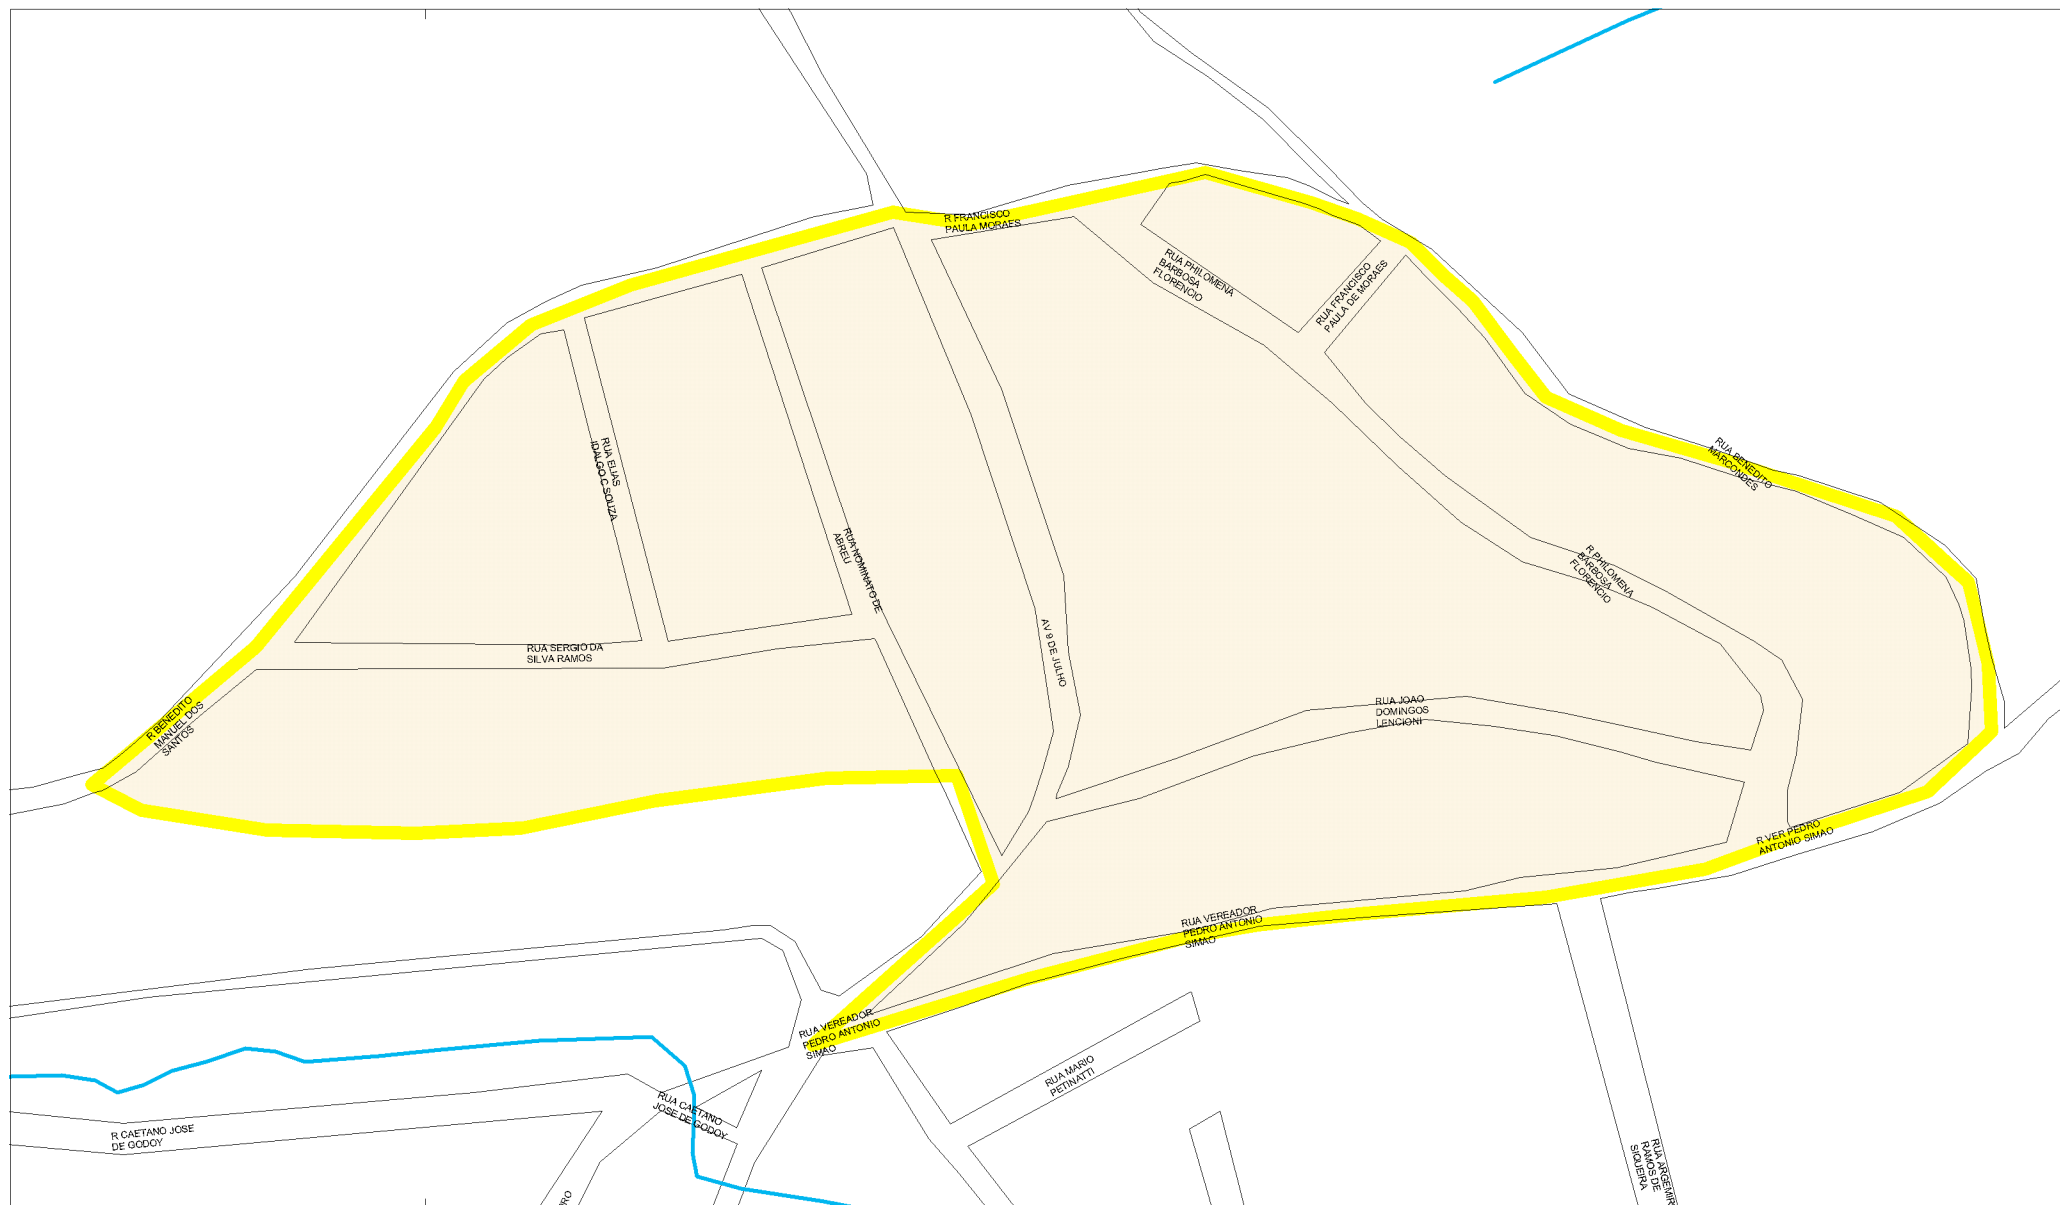 R FRANCISCO
PAULA MORAES
RUA PHILOMENA
BARBOSA
FLORENCIO
RUA FRANCISCO
PAULA DE MORAES
RUA ELIAS
IDALGO C SOUZA
RUA BENEDITO
MARCONDES
RUA NOMINATO DE
ABREU
R PHILOMENA
BARBOSA
FLORENCIO
AV 9 DE JULHO
RUA SERGIO DA
SILVA RAMOS
R BENEDITO
MANUEL DOS
SANTOS
RUA JOAO
DOMINGOS
LENCIONI
R VER PEDRO
ANTONIO SIMAO
RUA VEREADOR
PEDRO ANTONIO
SIMAO
RUA VEREADOR
PEDRO ANTONIO
SIMAO
RUA MARIO
PETINATTI
RUA CAETANO
JOSE DE GODOY
R CAETANO JOSE
DE GODOY
RUA ARGEMIR
RAMOS DE
SIQUEIRA